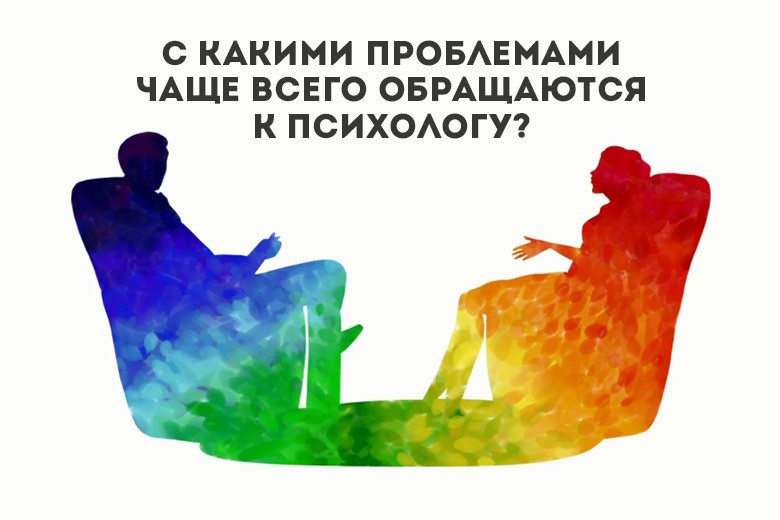 С КАКИМИ ПРОБЛЕМАМИ
ЧАЩЕ ВСЕГО ОБРАЩАЮТСЯ
К ПСИХОЛОГУ?